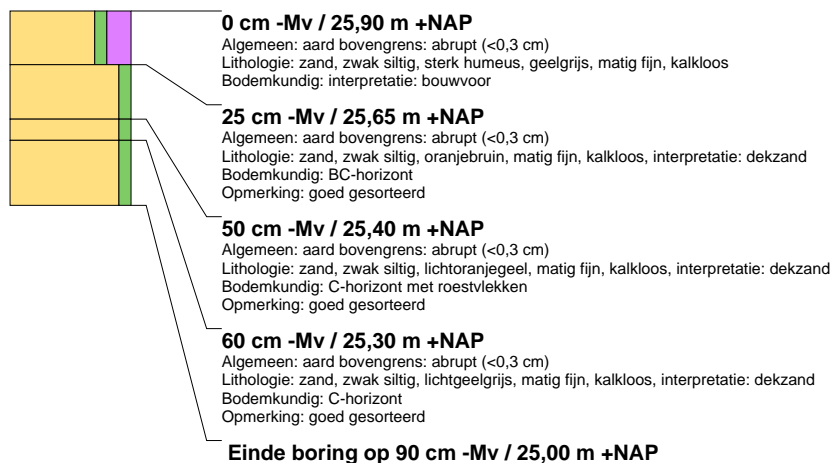 0 cm -Mv / 25,90 m +NAP
Algemeen: aard bovengrens: abrupt (<0,3 cm)
Lithologie: zand, zwak siltig, sterk humeus, geelgrijs, matig fijn, kalkloos
Bodemkundig: interpretatie: bouwvoor
25 cm -Mv / 25,65 m +NAP
Algemeen: aard bovengrens: abrupt (<0,3 cm)
Lithologie: zand, zwak siltig, oranjebruin, matig fijn, kalkloos, interpretatie: dekzand
Bodemkundig: BC-horizont
Opmerking: goed gesorteerd
50 cm -Mv / 25,40 m +NAP
Algemeen: aard bovengrens: abrupt (<0,3 cm)
Lithologie: zand, zwak siltig, lichtoranjegeel, matig fijn, kalkloos, interpretatie: dekzand
Bodemkundig: C-horizont met roestvlekken
Opmerking: goed gesorteerd
60 cm -Mv / 25,30 m +NAP
Algemeen: aard bovengrens: abrupt (<0,3 cm)
Lithologie: zand, zwak siltig, lichtgeelgrijs, matig fijn, kalkloos, interpretatie: dekzand
Bodemkundig: C-horizont
Opmerking: goed gesorteerd
Einde boring op 90 cm -Mv / 25,00 m +NAP